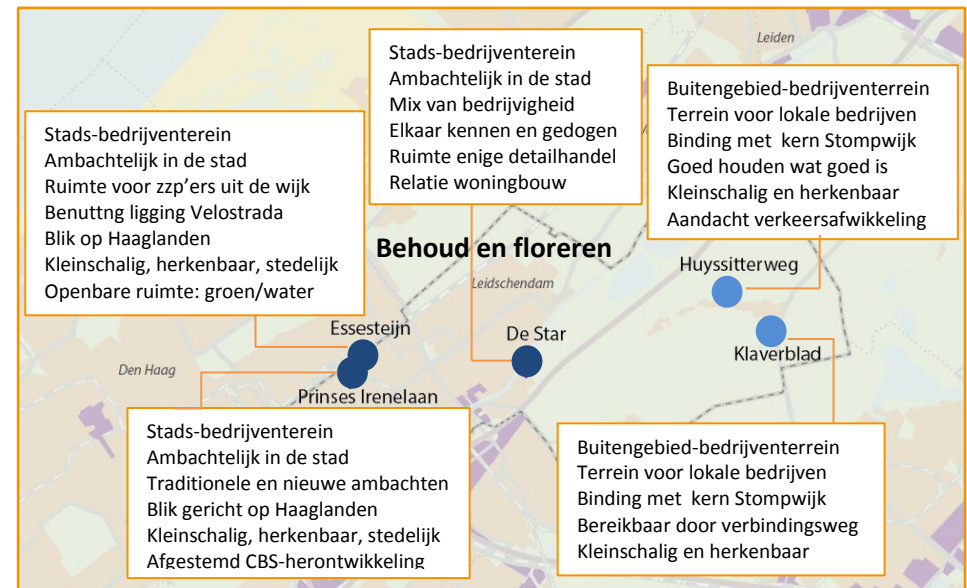 Stads-bedrijventerein
Ambachtelijk in de stad
Ruimte voor zzp'ers uit de wijk
Benuttng ligging Velostrada
Blik op Haaglanden
Kleinschalig, herkenbaar, stedelijk
Openbare ruimte: groen/water
Stads-bedrijventerein
Ambachtelijk in de stad
Mix van bedrijvigheid
Elkaar kennen en gedogen
Ruimte enige detailhandel
Relatie woningbouw
Leiden
Buitengebied-bedrijventerrein
Terrein voor lokale bedrijven
Binding met kern Stompwijk
Goed houden wat goed is
Kleinschalig en herkenbaar
Aandacht verkeersafwikkeling
Behoud en floreren
Leidschendam
Huyssitterweg
Essesteijn
De Star
Klaverblad
Den Haag
Prinses Irenelaan
Stads-bedrijventerein
Ambachtelijk in de stad
Traditionele en nieuwe ambachten
Blik gericht op Haaglanden
Kleinschalig, herkenbaar, stedelijk
Afgestemd CBS-herontwikkeling
Buitengebied-bedrijventerrein
Terrein voor lokale bedrijven
Binding met kern Stompwijk
Bereikbaar door verbindingsweg
Kleinschalig en herkenbaar